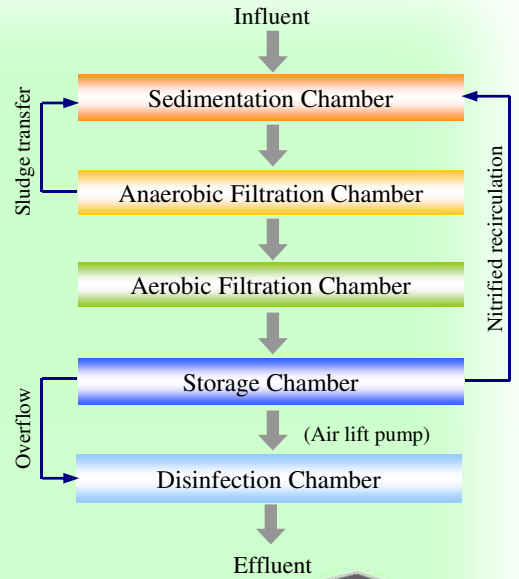 Influent
Sedimentation Chamber
Sludge transfer
Anaerobic Filtration Chamber
Nitrified recirculation
Aerobic Filtration Chamber
Storage Chamber
Overflow
(Air lift pump)
Disinfection Chamber
Effluent